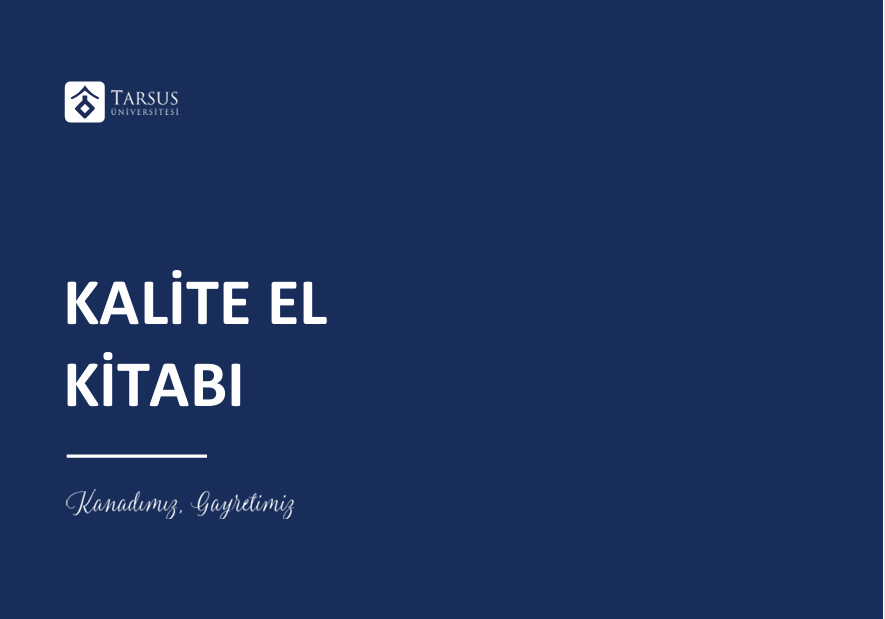 TARSUS
ÜNİVERSİTESİ
KALİTE EL
KİTABI
Kanadımız, Gayretimiz